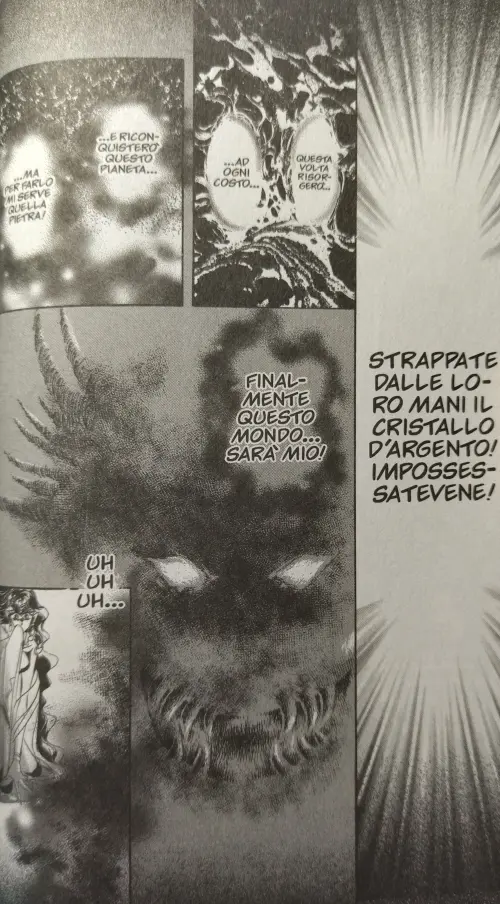 STRAPPATE
DALLE LO-
RO MANI IL
CRISTALLO
D'ARGENTO!
IMPOSSES-
SATEVENE!
QUESTA
VOLTA
RISOR-
GERÒ...
...AD
OGNI
COSTO...
...E RICON-
QUISTERÒ
QUESTO
PIANETA...
...MA
PER FARLO
MI SERVE
QUELLA
PIETRA!
FINAL-
MENTE
QUESTO
MONDO...
SARÀ MIO!
UH
UH
UH...